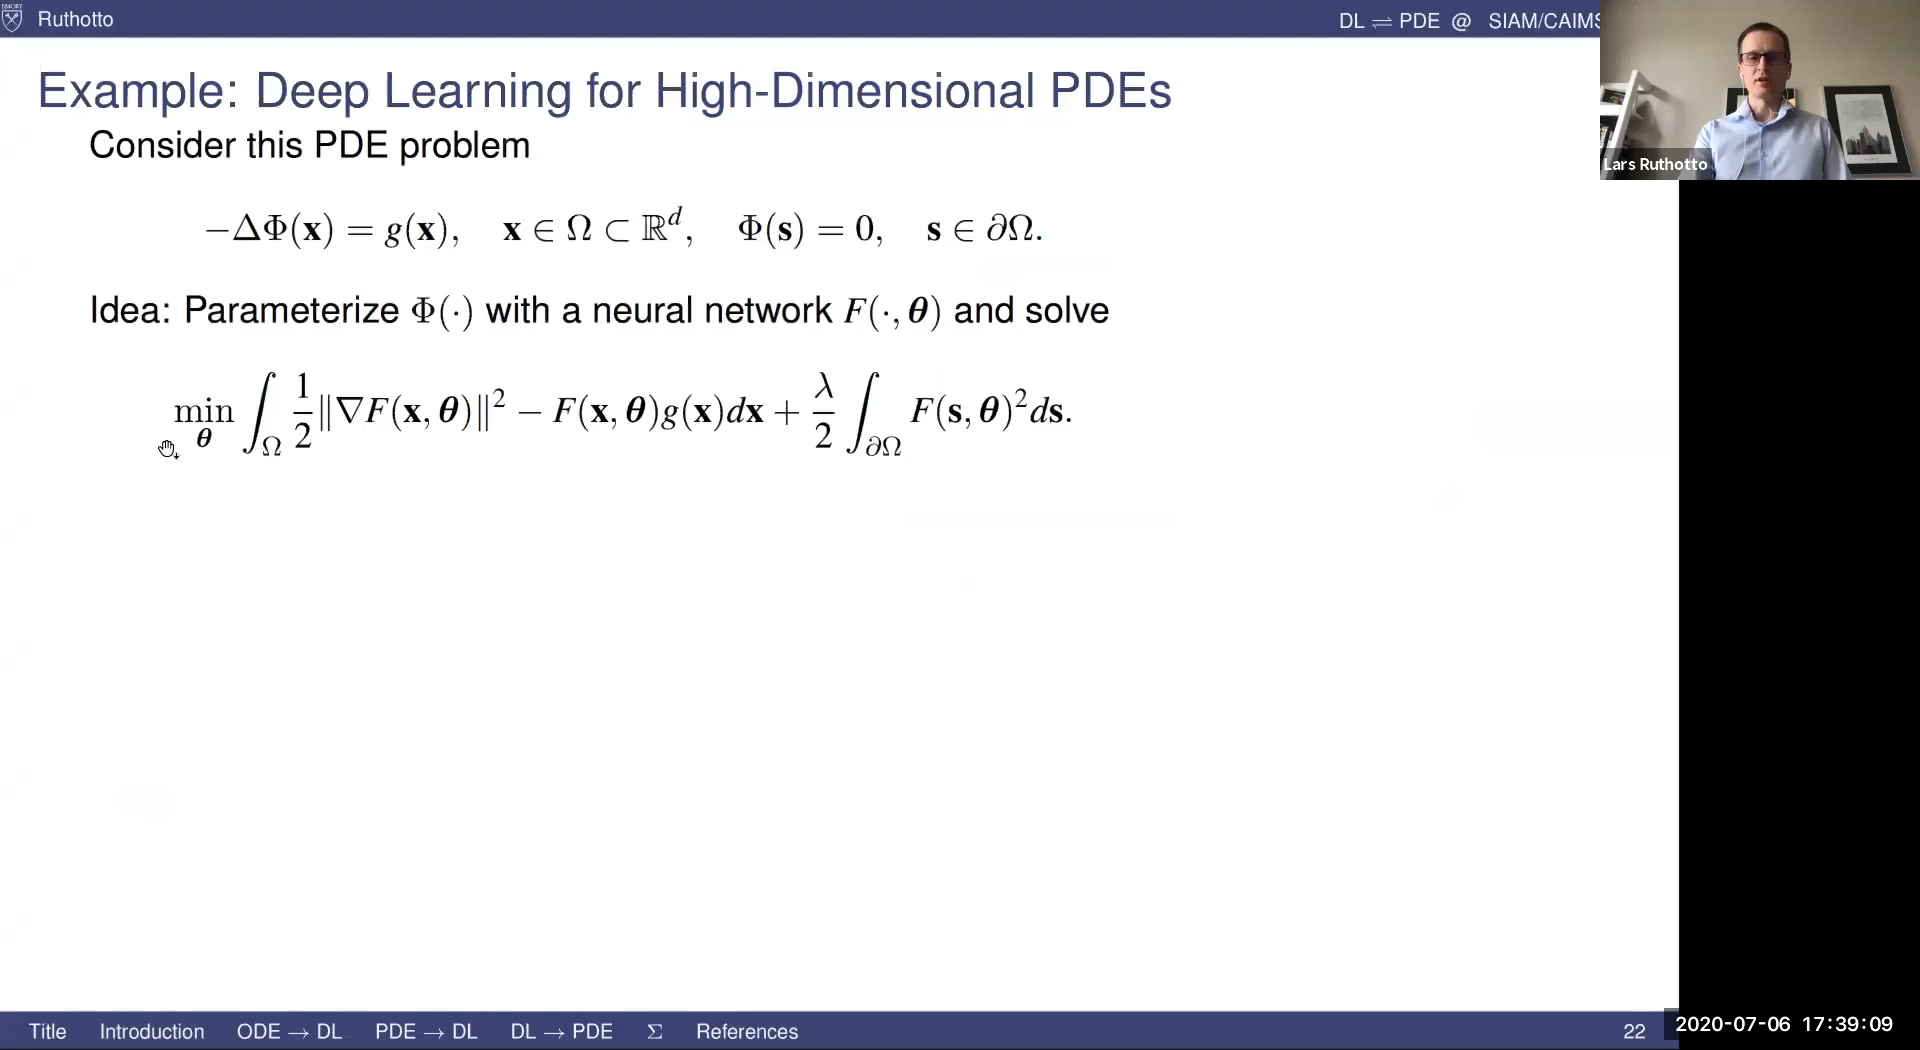 EMORY
Ruthotto
DL ⇌ PDE @ SIAM/CAIMS
Lars Ruthotto
Example: Deep Learning for High-Dimensional PDEs
Consider this PDE problem
−ΔΦ(x) = g(x), x ∈ Ω ⊂ ℝ^d, Φ(s) = 0, s ∈ ∂Ω.
Idea: Parameterize Φ(·) with a neural network F(·, θ) and solve
min_θ ∫_Ω 1/2 ‖∇F(x, θ)‖² − F(x, θ)g(x)dx + λ/2 ∫_∂Ω F(s, θ)²ds.
Title Introduction ODE → DL PDE → DL DL → PDE Σ References 22
2020-07-06 17:39:09